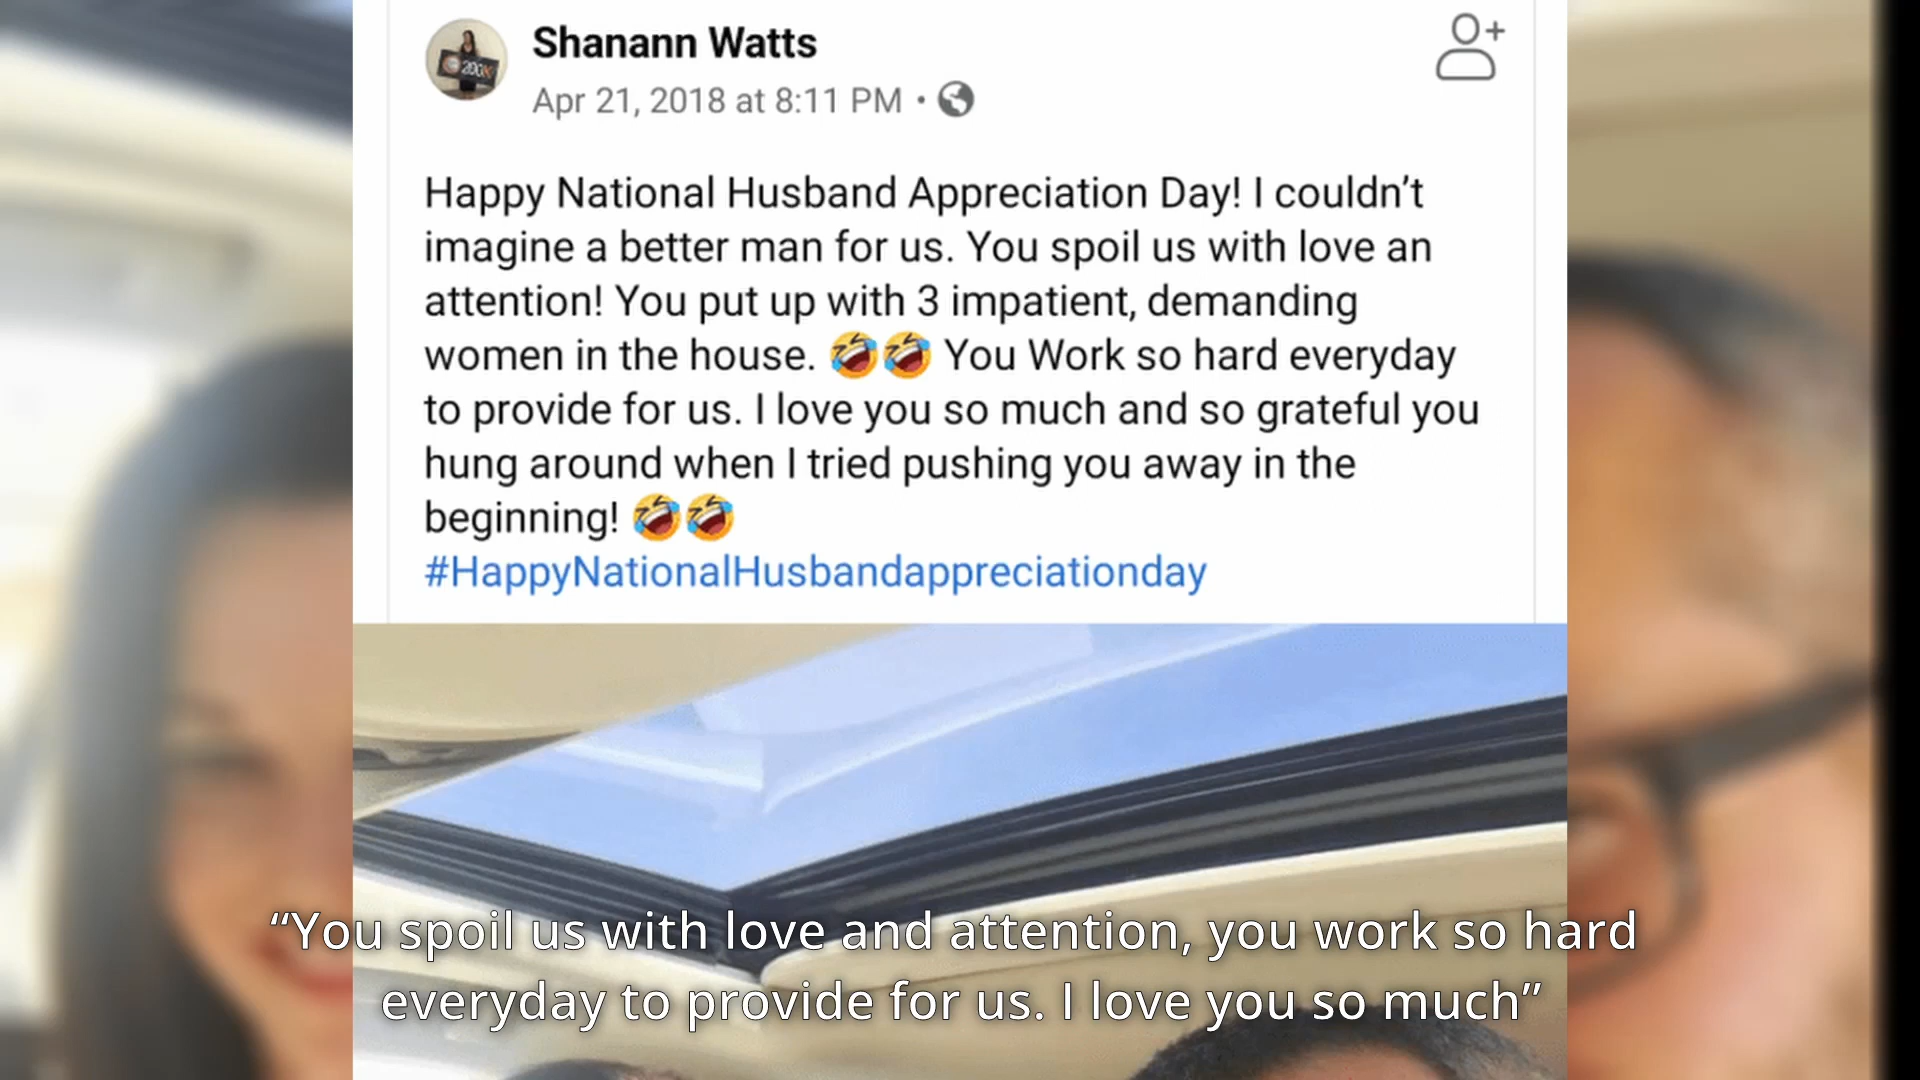 Shanann Watts
Apr 21, 2018 at 8:11 PM •
200K
Happy National Husband Appreciation Day! I couldn’t
imagine a better man for us. You spoil us with love an
attention! You put up with 3 impatient, demanding
women in the house. 🤣🤣 You Work so hard everyday
to provide for us. I love you so much and so grateful you
hung around when I tried pushing you away in the
beginning! 🤣🤣
#HappyNationalHusbandappreciationday
“You spoil us with love and attention, you work so hard
everyday to provide for us. I love you so much”